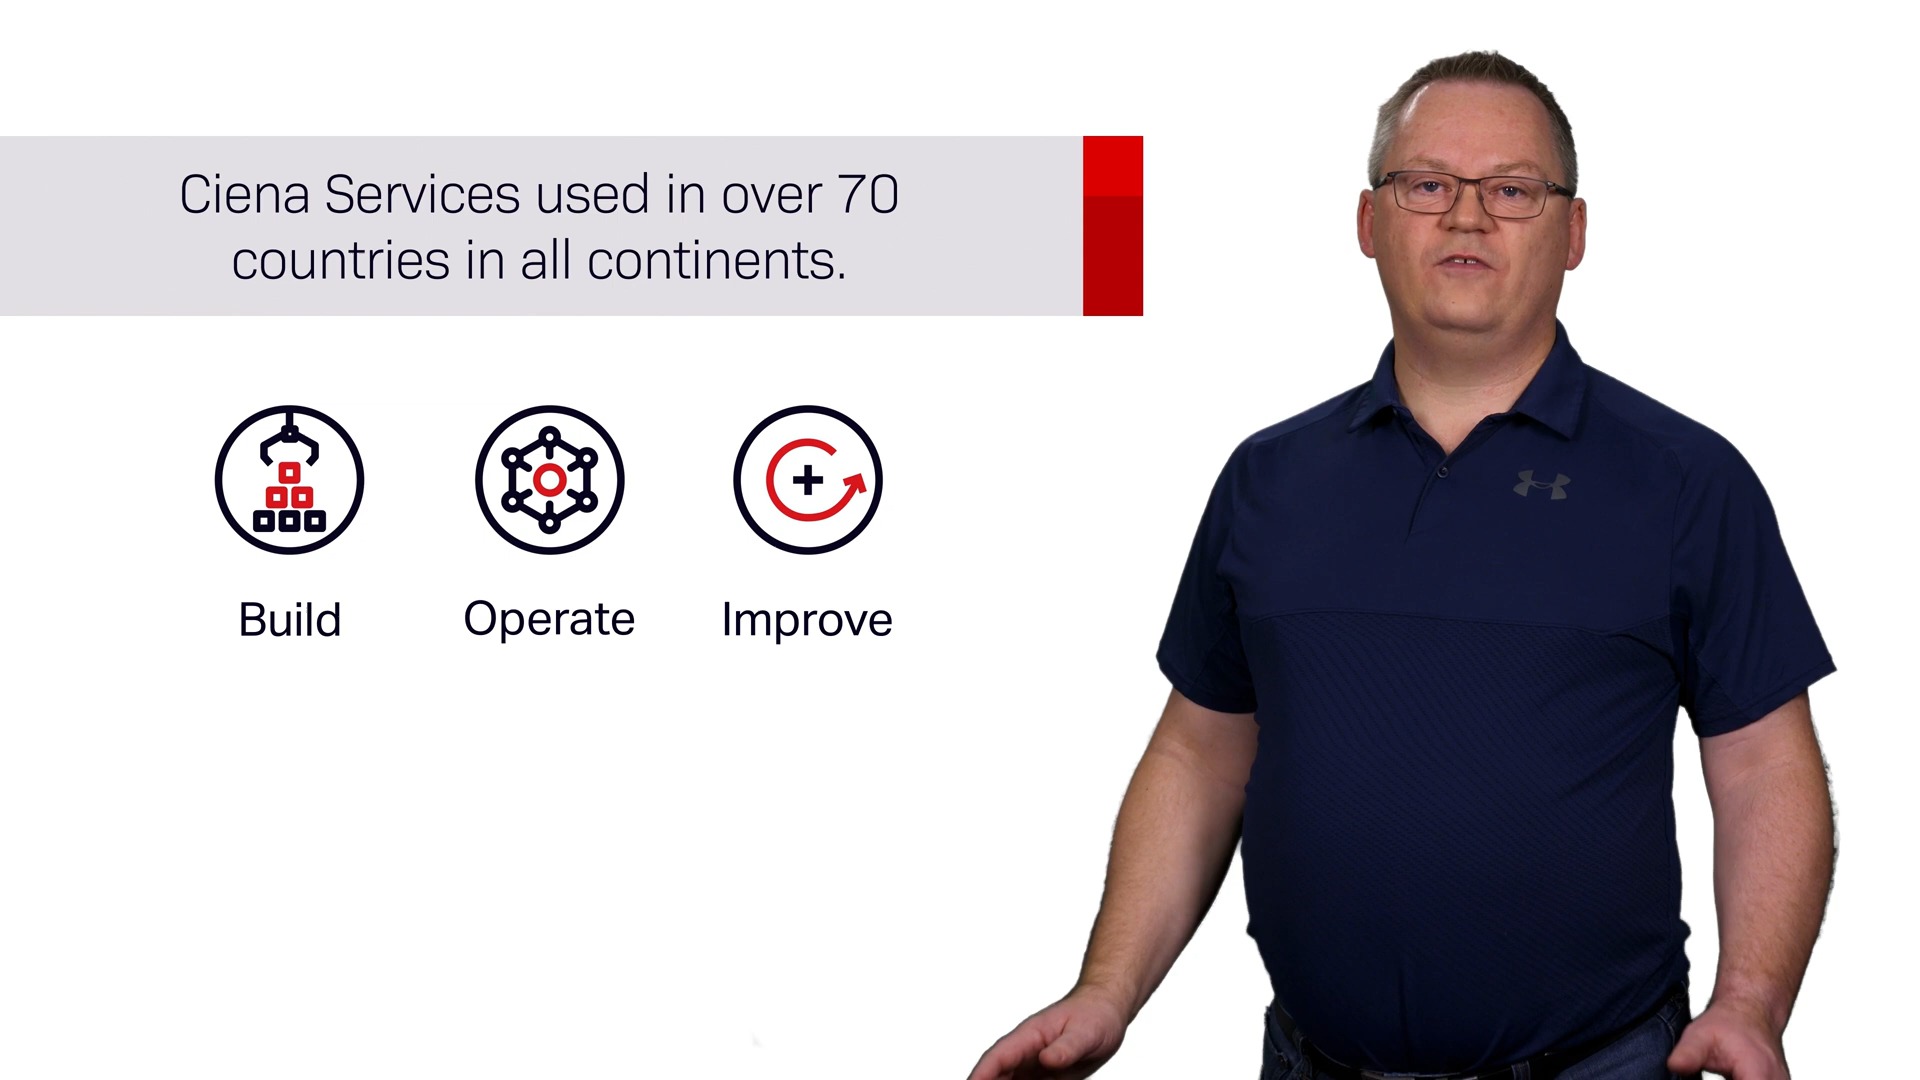 Ciena Services used in over 70
countries in all continents.
Build
Operate
Improve